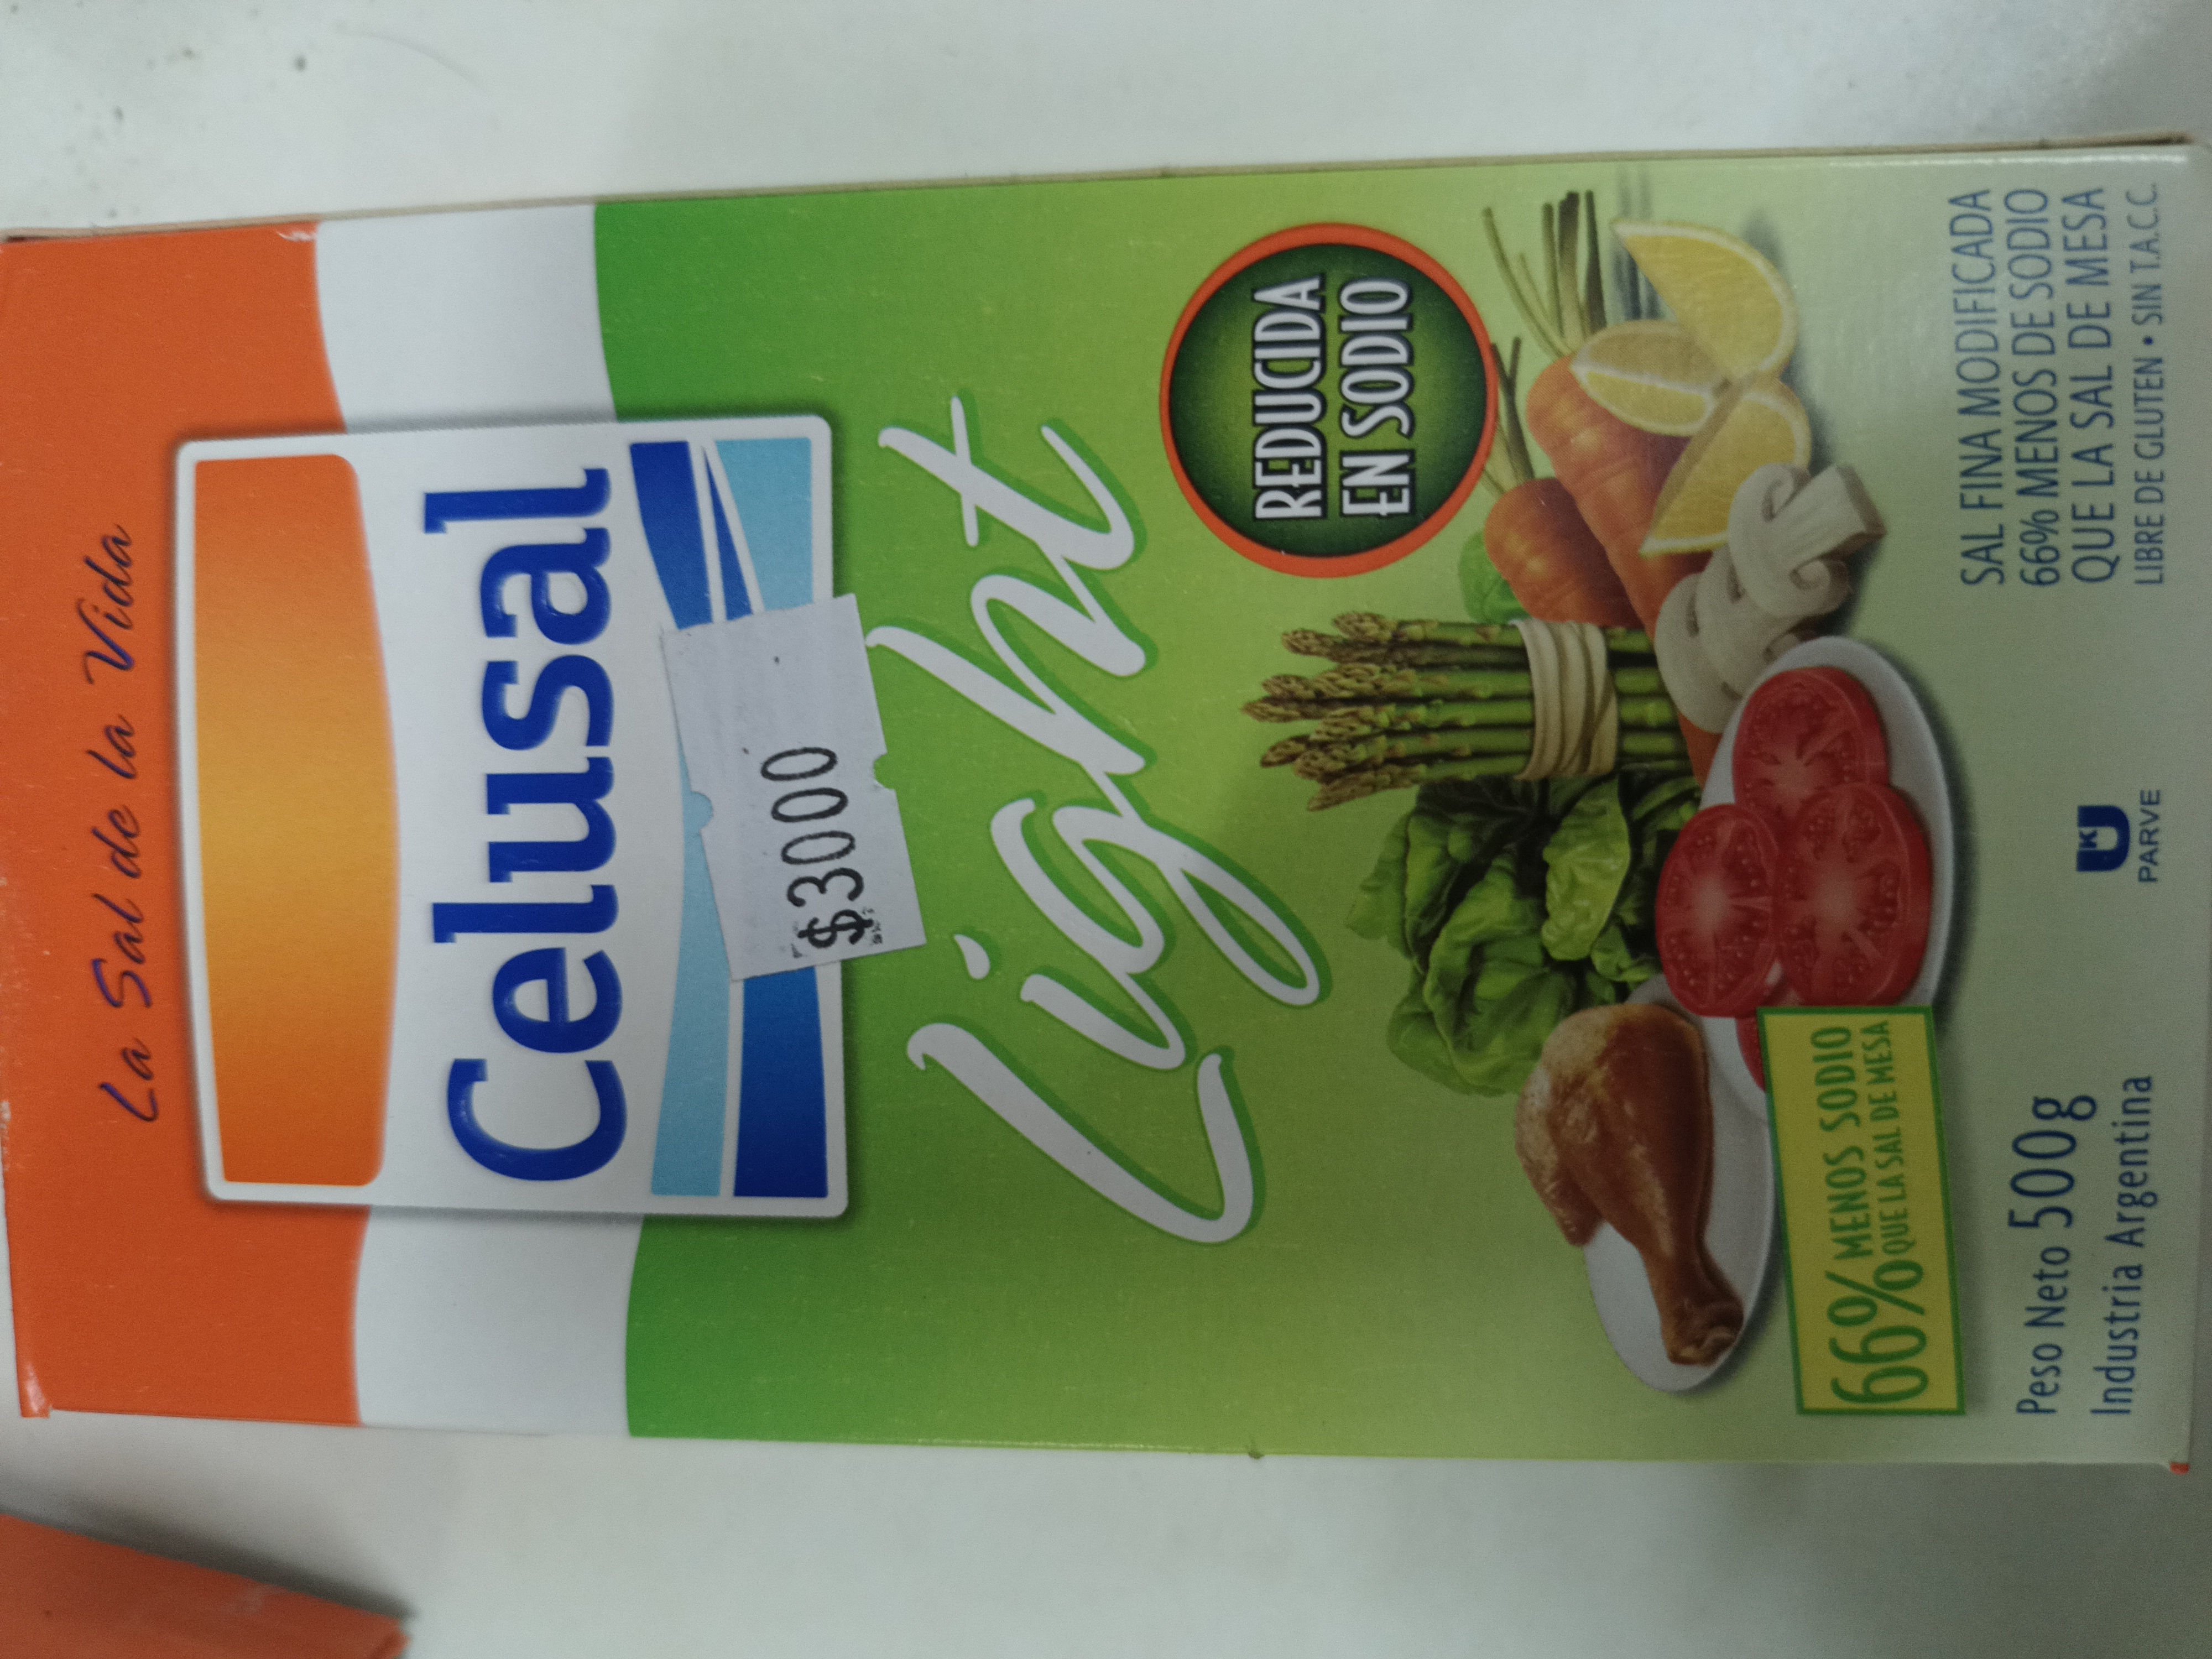 La Sal de la Vida
Celusal
$3000
Light
REDUCIDA
EN SODIO
66% MENOS SODIO
QUE LA SAL DE MESA
Peso Neto 500g
Industria Argentina
UK
PARVE
SAL FINA MODIFICADA
66% MENOS DE SODIO
QUE LA SAL DE MESA
LIBRE DE GLUTEN • SIN T.A.C.C.